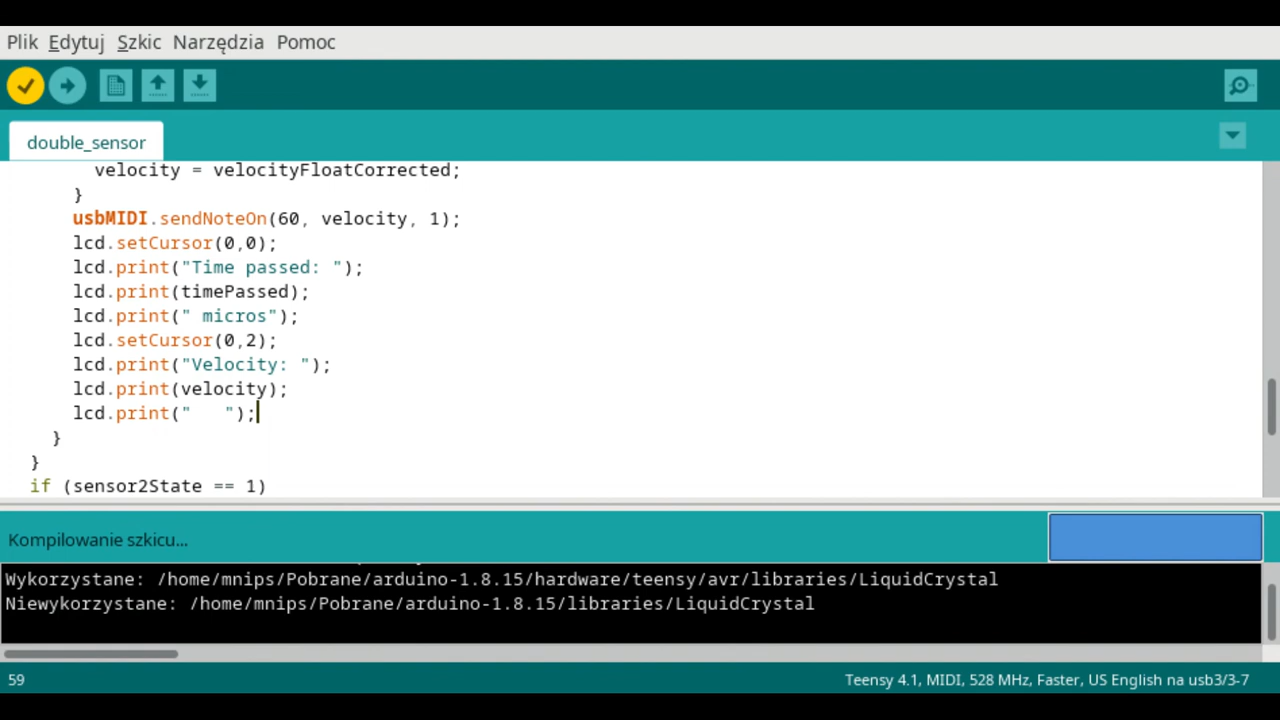 Plik Edytuj Szkic Narzędzia Pomoc
double_sensor
velocity = velocityFloatCorrected;
}
usbMIDI.sendNoteOn(60, velocity, 1);
lcd.setCursor(0,0);
lcd.print("Time passed: ");
lcd.print(timePassed);
lcd.print(" micros");
lcd.setCursor(0,2);
lcd.print("Velocity: ");
lcd.print(velocity);
lcd.print("   ");
}
}
if (sensor2State == 1)
Kompilowanie szkicu...
Wykorzystane: /home/mnips/Pobrane/arduino-1.8.15/hardware/teensy/avr/libraries/LiquidCrystal
Niewykorzystane: /home/mnips/Pobrane/arduino-1.8.15/libraries/LiquidCrystal
59 Teensy 4.1, MIDI, 528 MHz, Faster, US English na usb3/3-7